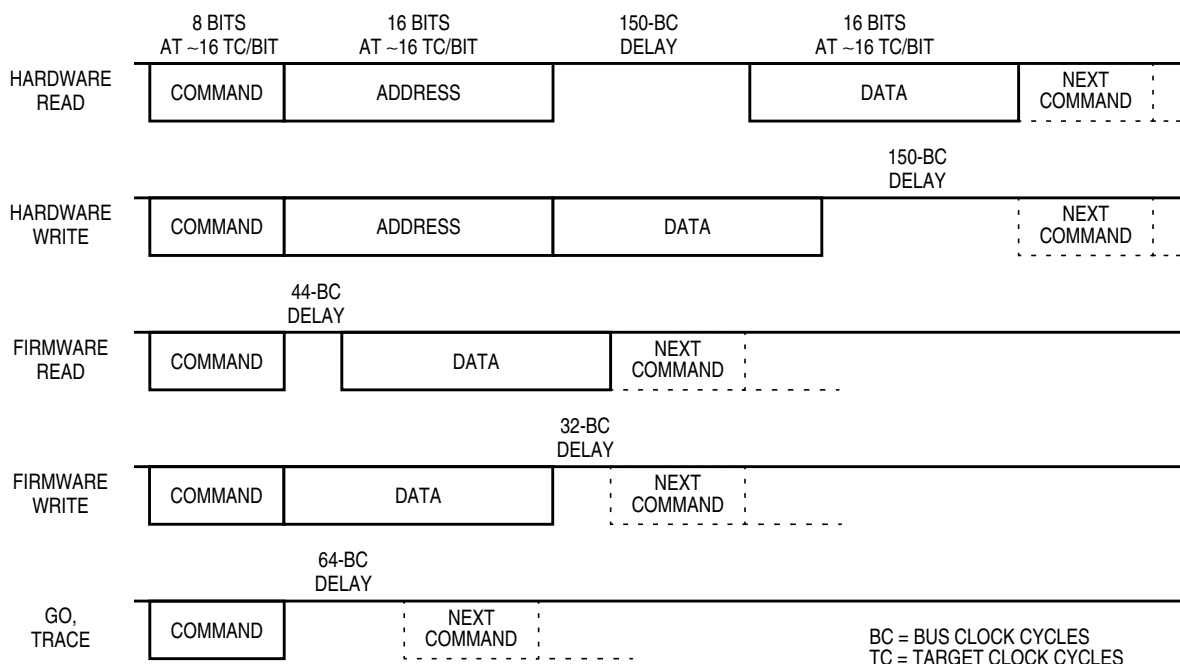 8 BITS
AT ~16 TC/BIT
16 BITS
AT ~16 TC/BIT
150-BC
DELAY
16 BITS
AT ~16 TC/BIT
HARDWARE
READ
COMMAND
ADDRESS
DATA
NEXT
COMMAND
150-BC
DELAY
HARDWARE
WRITE
COMMAND
ADDRESS
DATA
NEXT
COMMAND
44-BC
DELAY
FIRMWARE
READ
COMMAND
DATA
NEXT
COMMAND
32-BC
DELAY
FIRMWARE
WRITE
COMMAND
DATA
NEXT
COMMAND
64-BC
DELAY
GO,
TRACE
COMMAND
NEXT
COMMAND
BC = BUS CLOCK CYCLES
TC = TARGET CLOCK CYCLES